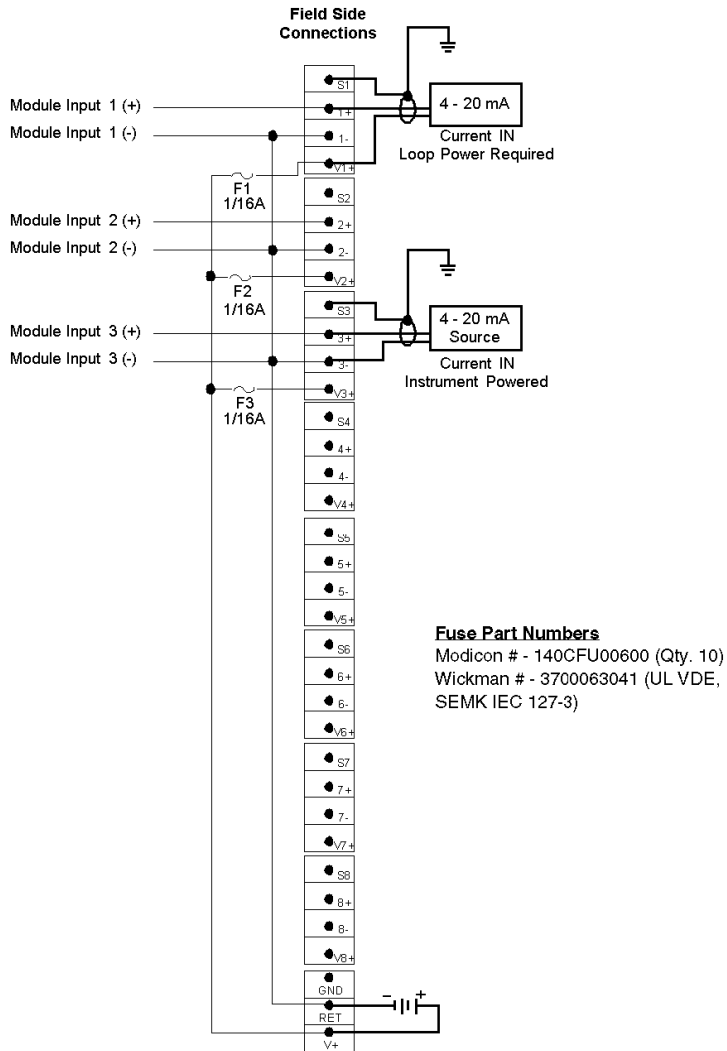 Field Side
Connections
S1
Module Input 1 (+)
1+
4 - 20 mA
Module Input 1 (-)
1-
Current IN
Loop Power Required
V1+
F1
1/16A
S2
Module Input 2 (+)
2+
Module Input 2 (-)
2-
V2+
F2
1/16A
S3
4 - 20 mA
Source
Module Input 3 (+)
3+
Module Input 3 (-)
3-
Current IN
Instrument Powered
V3+
F3
1/16A
S4
4+
4-
V4+
S5
5+
5-
V5+
Fuse Part Numbers
Modicon # - 140CFU00600 (Qty. 10)
Wickman # - 3700063041 (UL VDE,
SEMK IEC 127-3)
S6
6+
6-
V6+
S7
7+
7-
V7+
S8
8+
8-
V8+
GND
- +
RET
V+